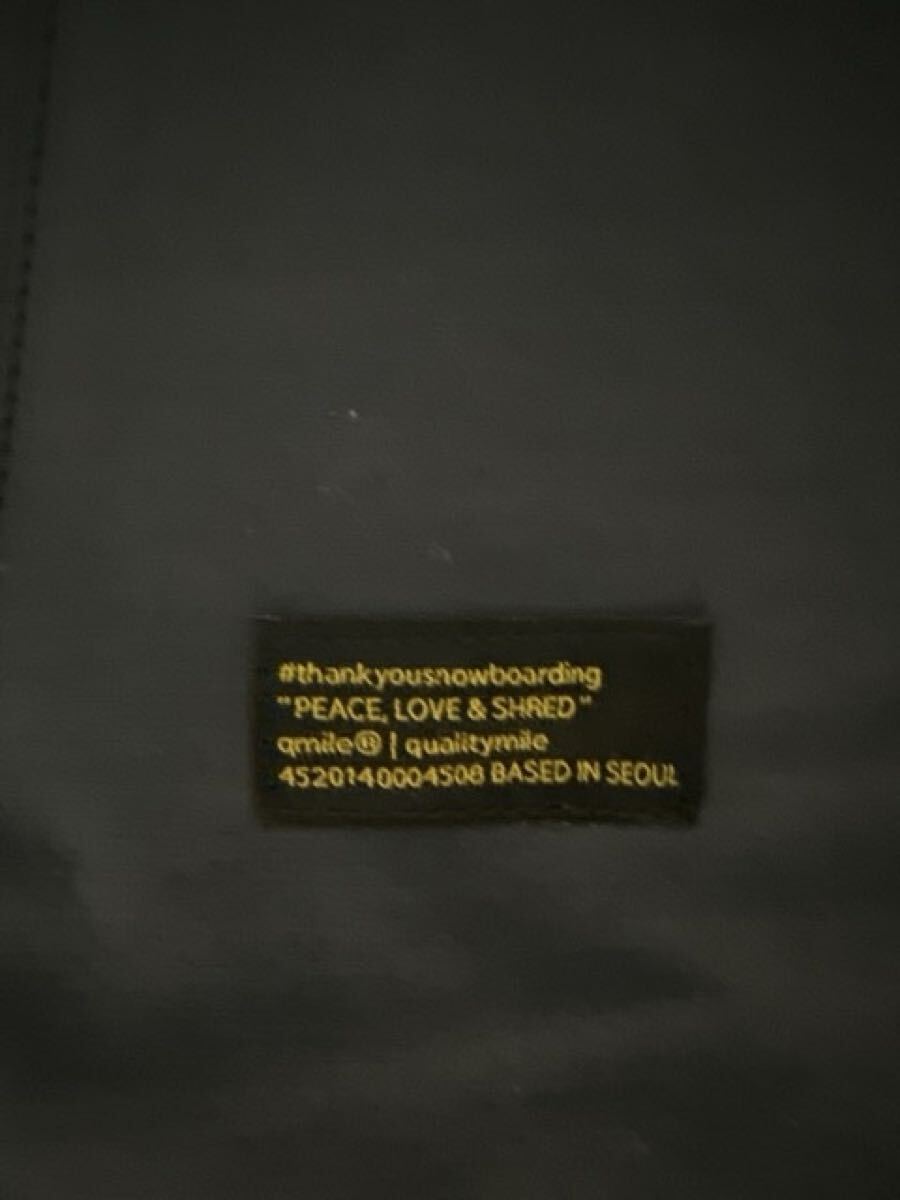 #thankyousnowboarding
"PEACE, LOVE & SHRED"
qmile® | qualitymile
4520140004508 BASED IN SEOUL